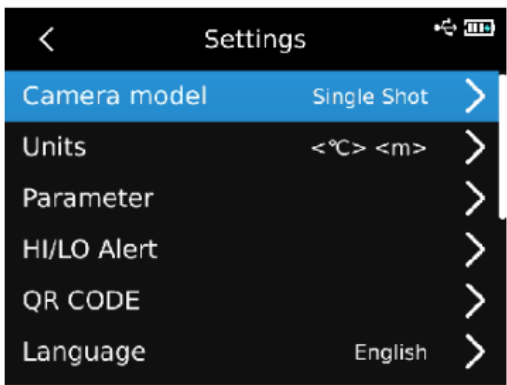 Settings
Camera model Single Shot
Units <℃> <m>
Parameter
HI/LO Alert
QR CODE
Language English